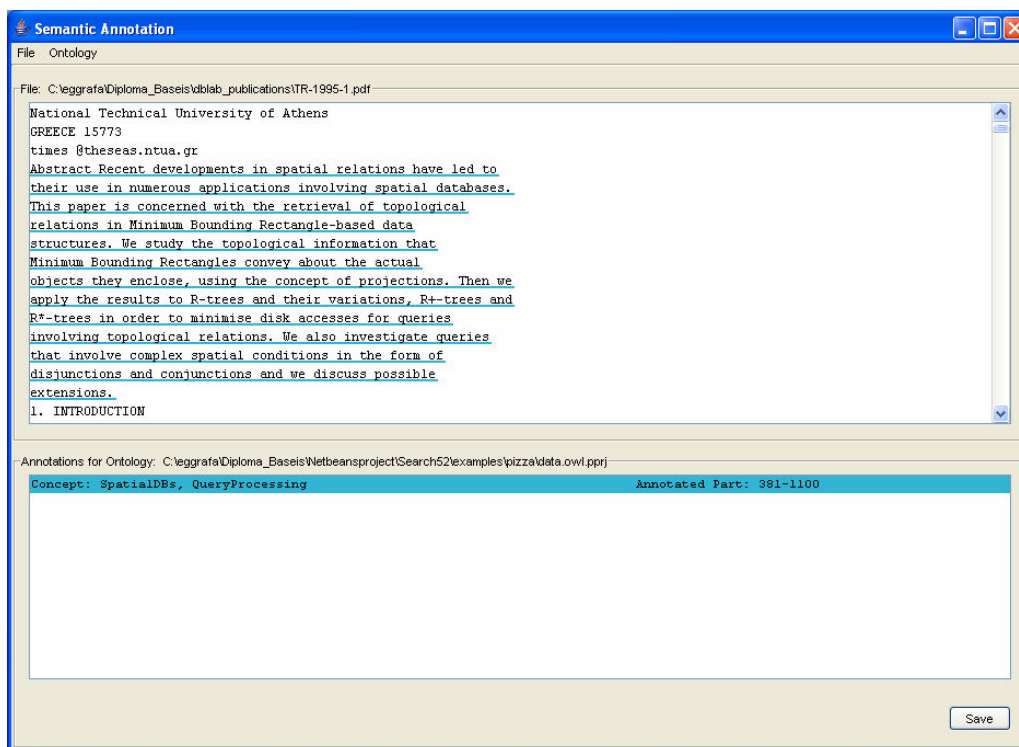 Semantic Annotation
File Ontology
File: C:\eggrafa\Diploma_Baseis\dblab_publications\TR-1995-1.pdf
National Technical University of Athens
GREECE 15773
times @theseas.ntua.gr
Abstract Recent developments in spatial relations have led to
their use in numerous applications involving spatial databases.
This paper is concerned with the retrieval of topological
relations in Minimum Bounding Rectangle-based data
structures. We study the topological information that
Minimum Bounding Rectangles convey about the actual
objects they enclose, using the concept of projections. Then we
apply the results to R-trees and their variations, R+-trees and
R*-trees in order to minimise disk accesses for queries
involving topological relations. We also investigate queries
that involve complex spatial conditions in the form of
disjunctions and conjunctions and we discuss possible
extensions.
1. INTRODUCTION
Annotations for Ontology: C:\eggrafa\Diploma_Baseis\Netbeansproject\Search52\examples\pizza\data.owl.pprj
Concept: SpatialDBs, QueryProcessing Annotated Part: 381-1100
Save